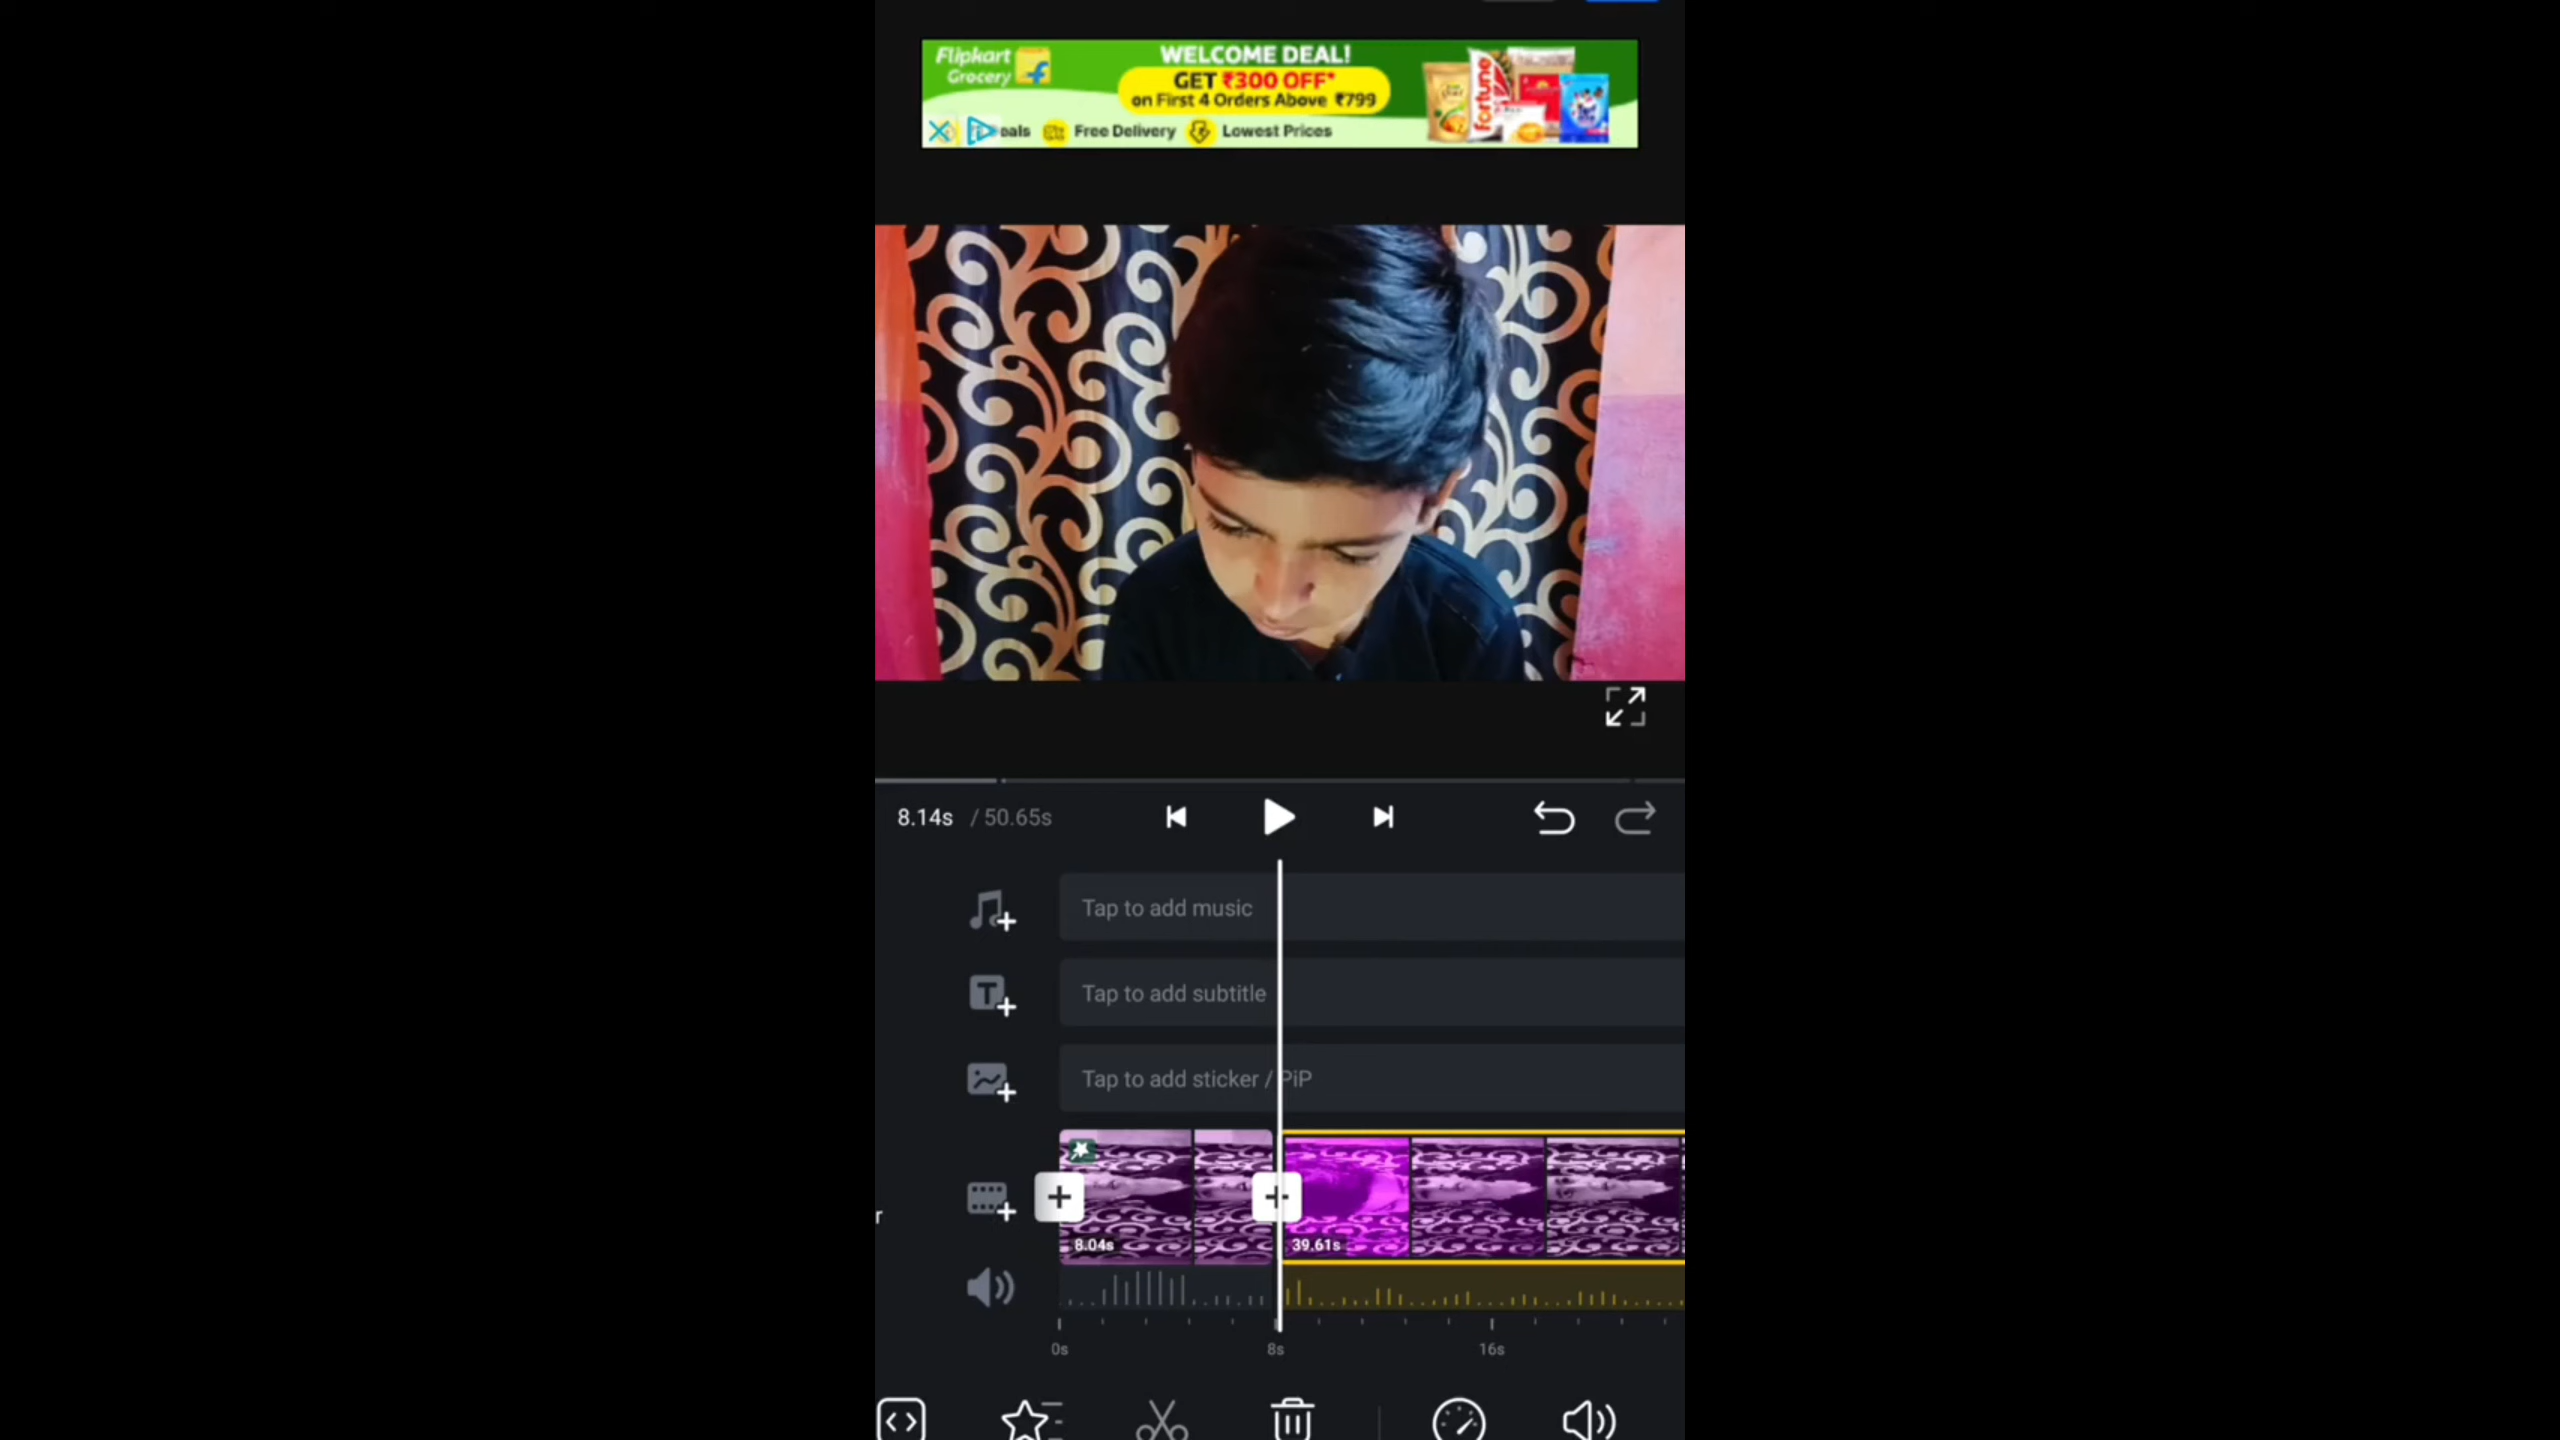 Flipkart
Grocery
WELCOME DEAL!
GET ₹300 OFF*
on First 4 Orders Above ₹799
fortune
eals
Free Delivery
Lowest Prices
8.14s / 50.65s
Tap to add music
Tap to add subtitle
Tap to add sticker / PiP
8.04s
39.61s
r
0s
8s
16s